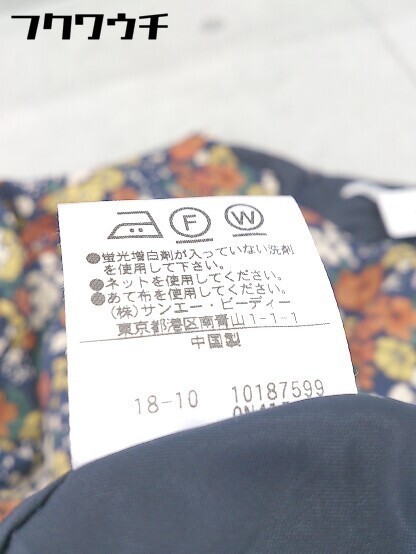 フクワウチ
F W
●蛍光増白剤が入っていない洗剤
を使用して下さい。
●ネットを使用してください。
●あて布を使用してください。
(株)サンエー・ビーディー
東京都港区南青山1-1-1
中国製
18-10 10187599